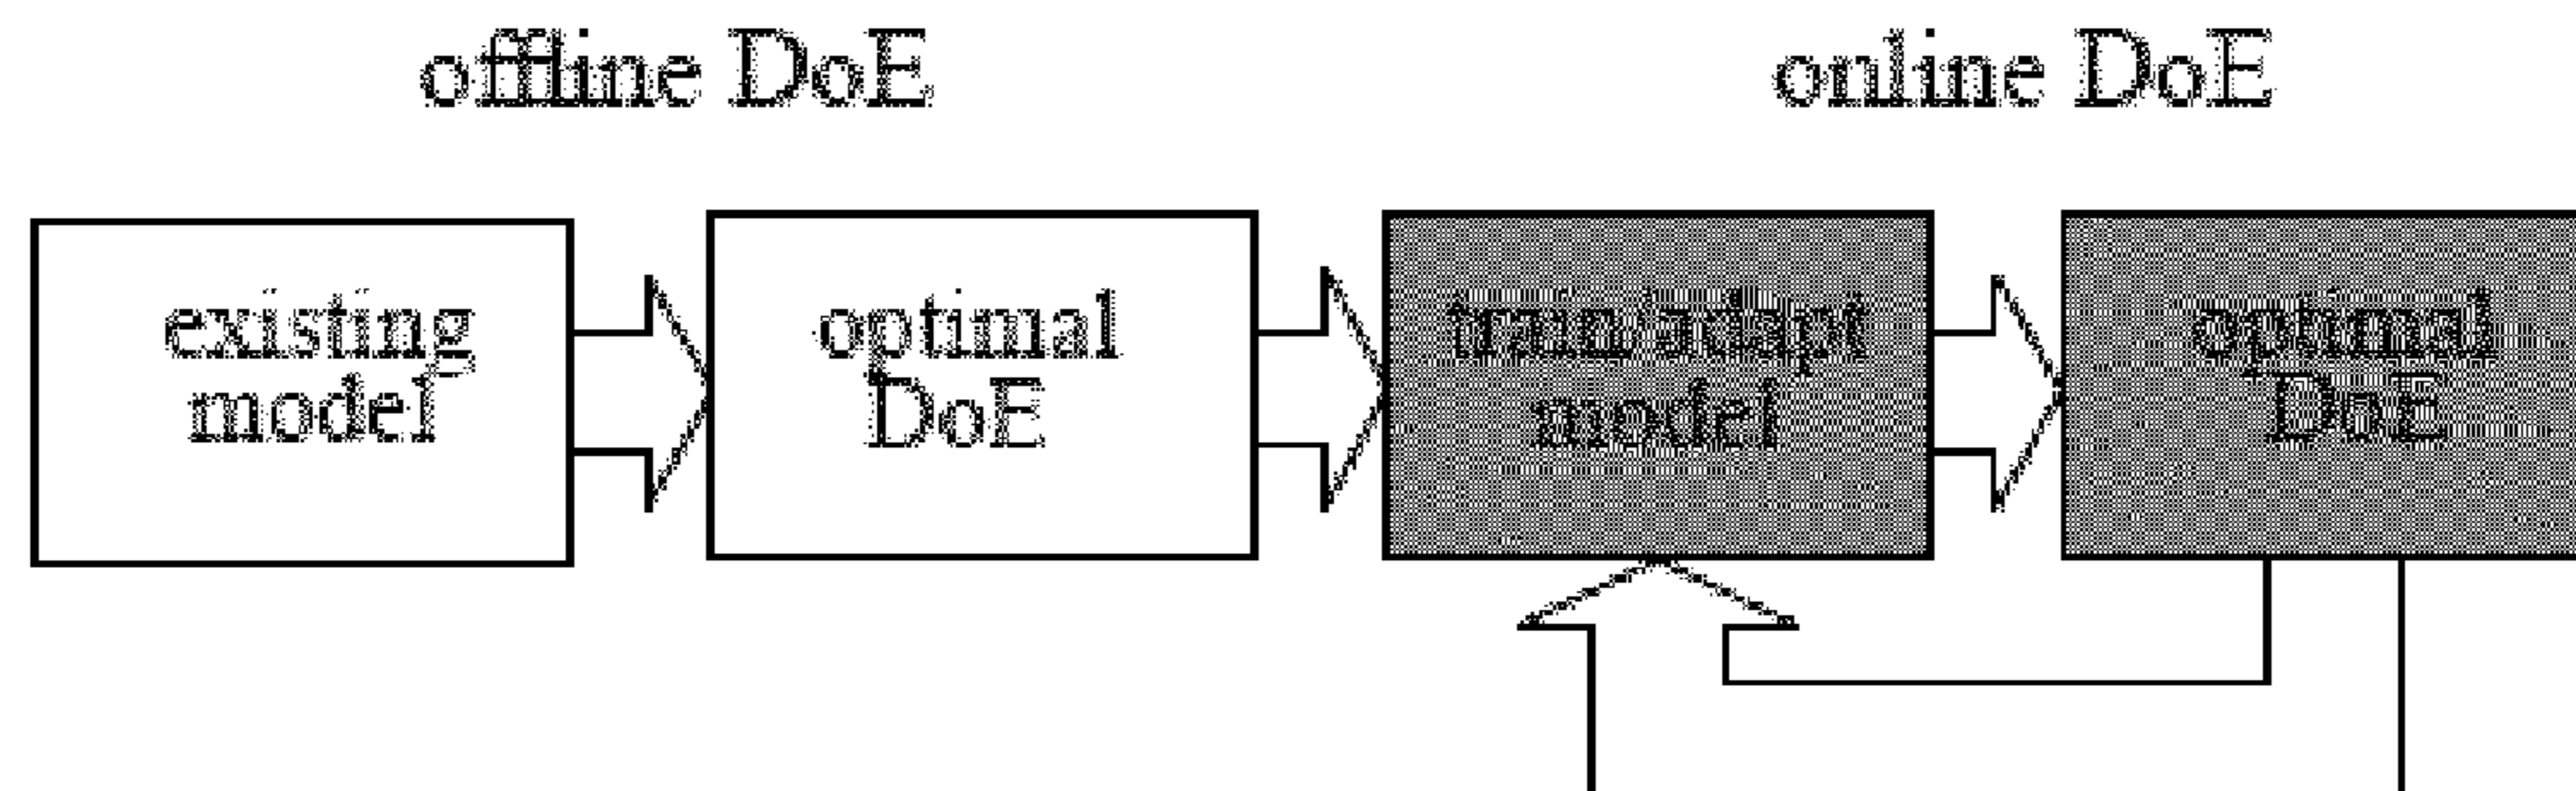 offline DoE
online DoE
existing
model
optimal
DoE
train/adapt
model
optimal
DoE